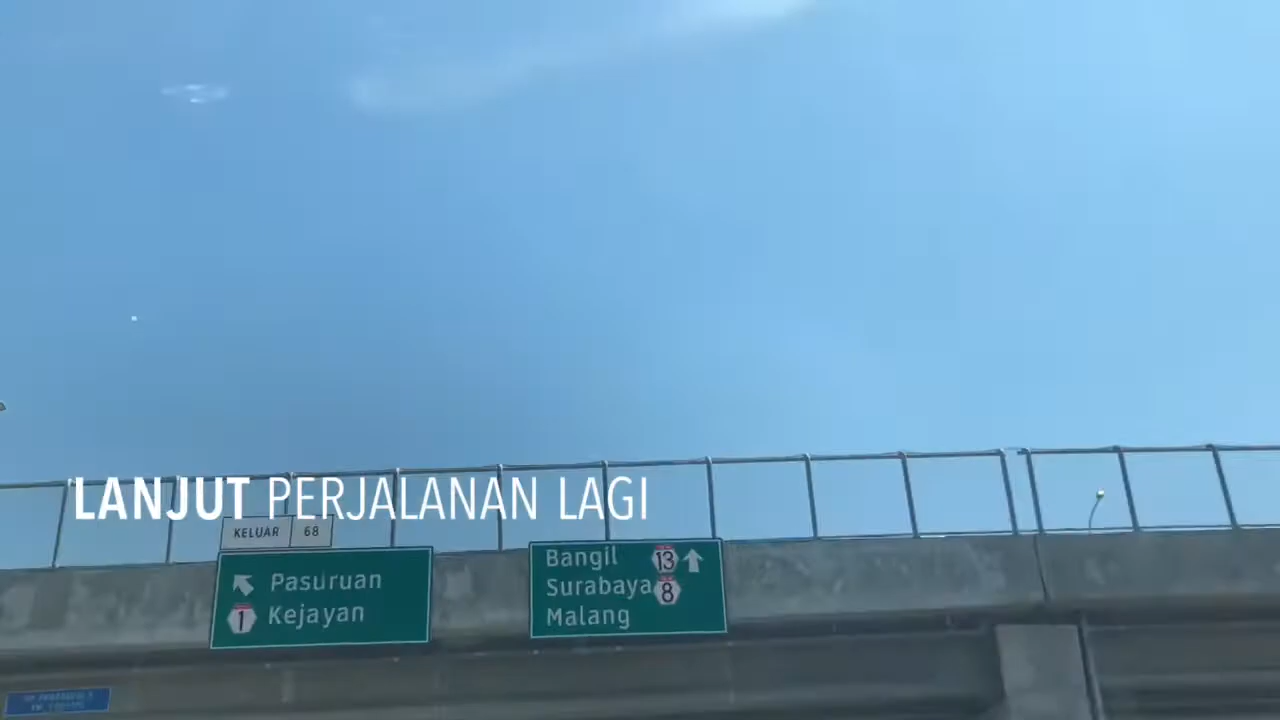 LANJUT PERJALANAN LAGI
KELUAR 68
Pasuruan
1 Kejayan
Bangil 13
Surabaya 8
Malang